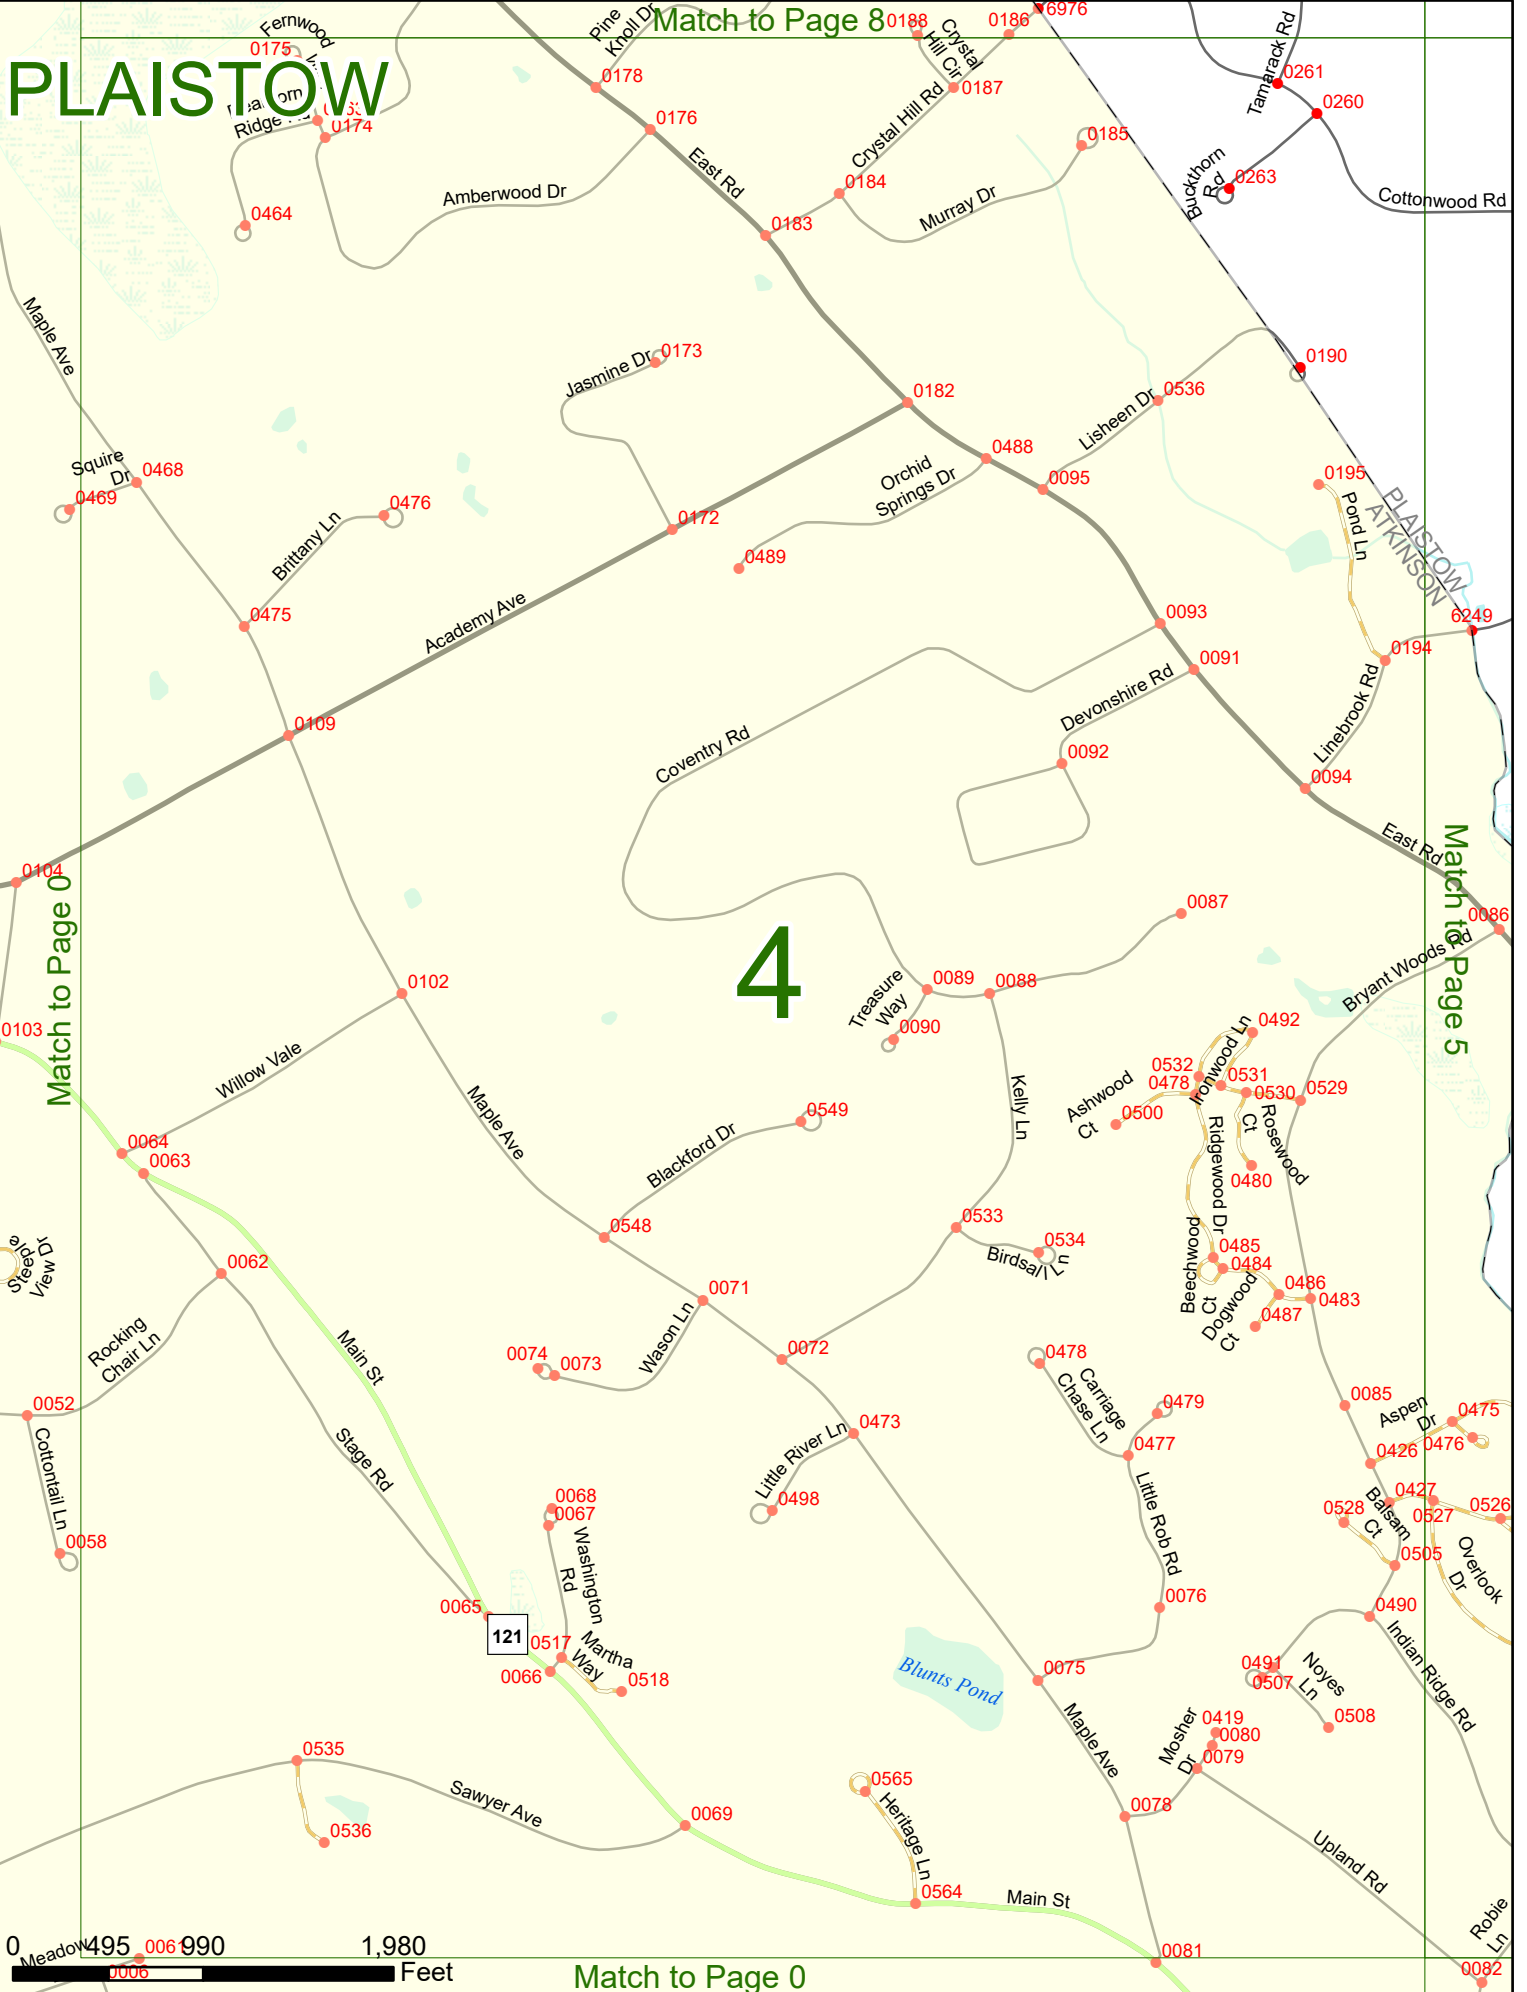 Match to Page 8
PLAISTOW
Fernwood
0175
Ridge
0174
0464
Pine
Knoll Dr
0178
0176
East Rd
Amberwood Dr
0188
Crystal
Hill Cir
0186
6976
0187
Crystal Hill Rd
0184
0185
Murray Dr
0183
Tamarack Rd
0261
0260
Buckthorn
Rd
0263
Cottonwood Rd
Maple Ave
Jasmine Dr
0173
0182
0190
0536
Lisheen Dr
0488
0095
Orchid
Springs Dr
0489
Squire
Dr
0468
0469
0476
Brittany Ln
0475
0172
Academy Ave
0195
Pond Ln
PLAISTOW
ATKINSON
6249
0194
Linebrook Rd
0093
0091
Devonshire Rd
0092
0094
Coventry Rd
0109
East Rd
0104
Match to Page 0
Match to Page 5
0086
Bryant Woods Rd
0087
4
0102
0103
Willow Vale
0064
0063
Treasure
Way
0089
0088
0090
Kelly Ln
Maple Ave
0549
Blackford Dr
0548
0492
Ironwood Ln
0532
0478
0531
0530
0529
Ashwood
Ct
0500
Rosewood
Ct
0480
Ridgewood Dr
0533
0534
Birdsall Ln
Beechwood
Ct
0485
0484
Dogwood
Ct
0486
0487
0483
Steeple
View Dr
0062
Rocking
Chair Ln
Main St
0071
Wason Ln
0074
0073
0072
0052
Cottontail Ln
0058
Stage Rd
0473
Little River Ln
0498
0478
Carriage
Chase Ln
0479
0477
Little Rob Rd
0076
0085
Aspen
Dr
0475
0476
0426
0427
0527
0526
0528
Balsam
Ct
0505
Overlook
Dr
0490
0068
0067
Washington
Rd
0065
121
0517
Martha
Way
0066
0518
Blunts Pond
0075
Maple Ave
0491
0507
Noyes
Ln
0508
Indian Ridge Rd
Mosher
Dr
0419
0080
0079
0078
0535
0536
Sawyer Ave
0069
0565
Heritage Ln
0564
Main St
Upland Rd
0081
Robie
Ln
0082
0 495 990 1,980
Feet
Meadow
0061
0006
Match to Page 0